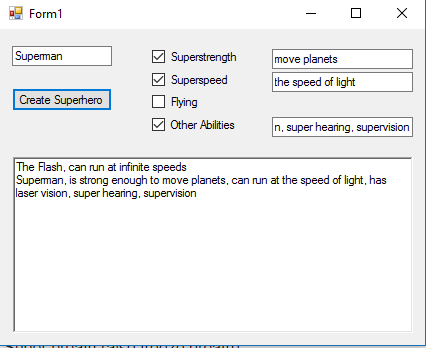 Form1
Superman
Superstrength
move planets
Superspeed
the speed of light
Create Superhero
Flying
Other Abilities
n, super hearing, supervision
The Flash, can run at infinite speeds
Superman, is strong enough to move planets, can run at the speed of light, has
laser vision, super hearing, supervision